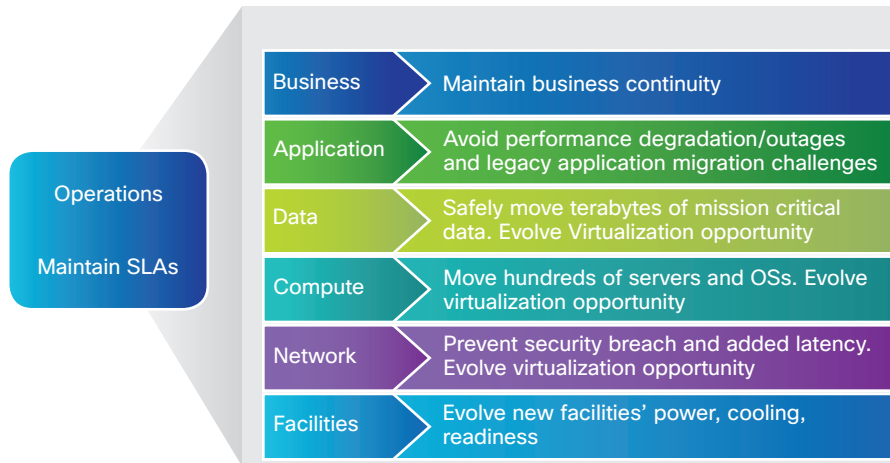 Operations
Maintain SLAs
Business
Maintain business continuity
Application
Avoid performance degradation/outages
and legacy application migration challenges
Data
Safely move terabytes of mission critical
data. Evolve Virtualization opportunity
Compute
Move hundreds of servers and OSs. Evolve
virtualization opportunity
Network
Prevent security breach and added latency.
Evolve virtualization opportunity
Facilities
Evolve new facilities’ power, cooling,
readiness